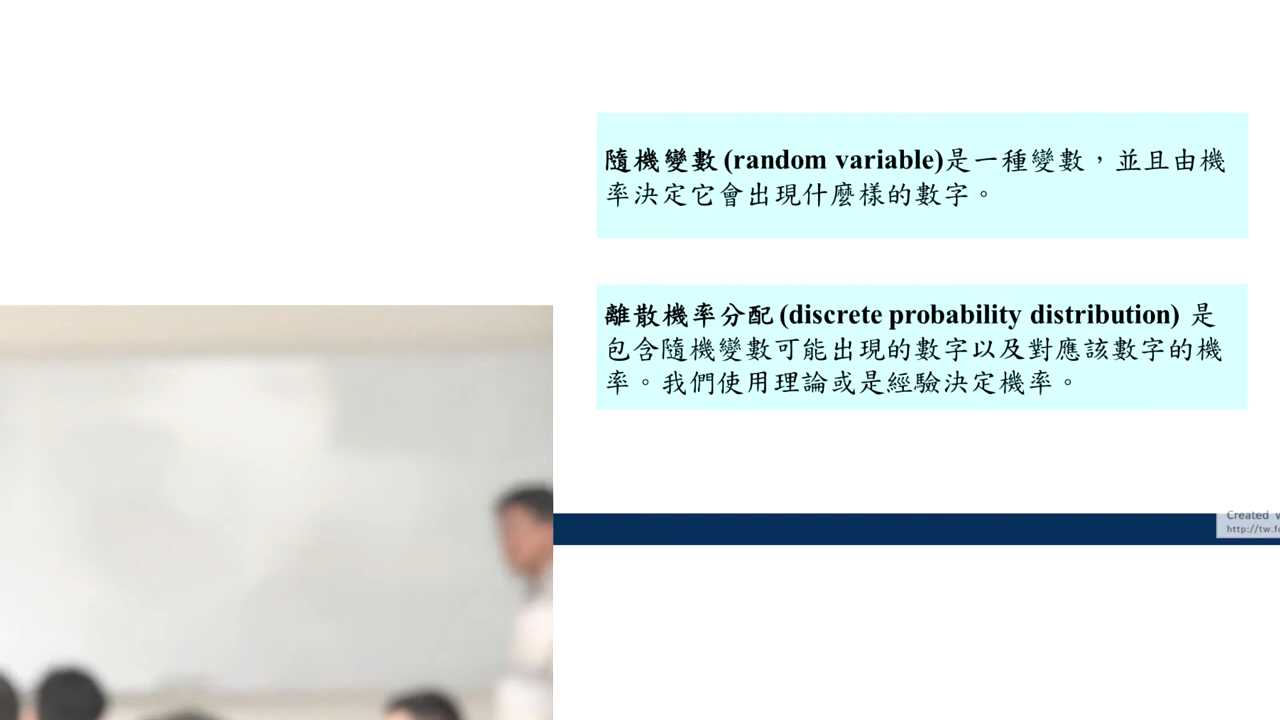 隨機變數(random variable)是一種變數，並且由機
率決定它會出現什麼樣的數字。
離散機率分配(discrete probability distribution) 是
包含隨機變數可能出現的數字以及對應該數字的機
率。我們使用理論或是經驗決定機率。
Created
http://tw.fo